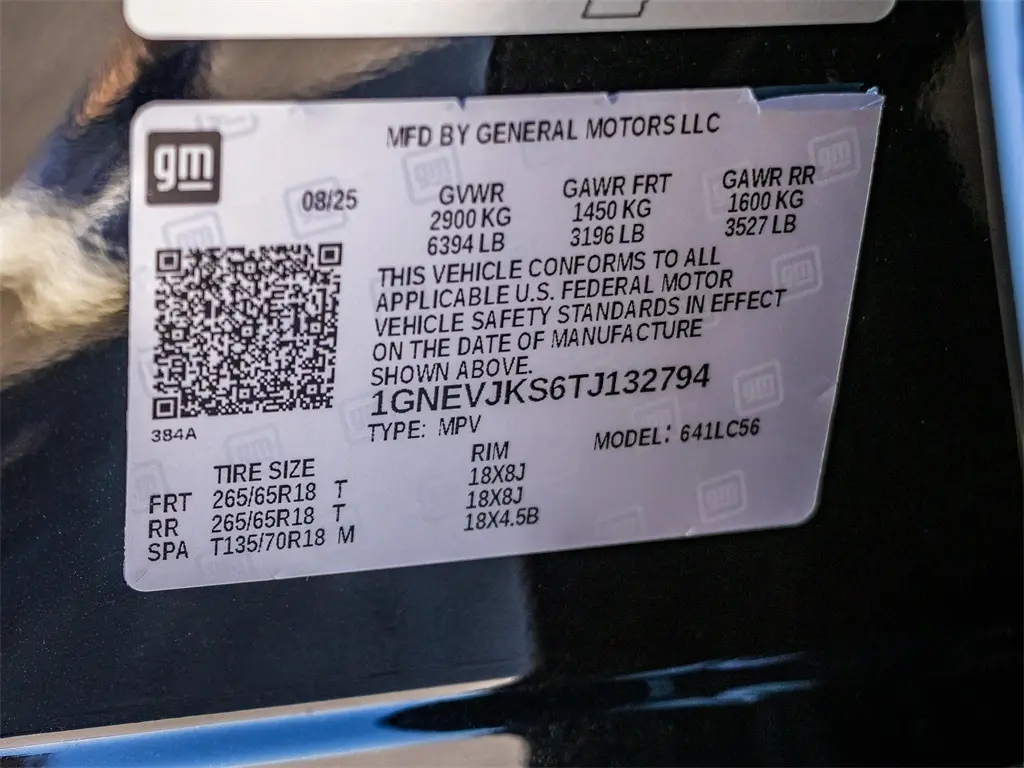 MFD BY GENERAL MOTORS LLC
gm
08/25
GVWR GAWR FRT GAWR RR
2900 KG 1450 KG 1600 KG
6394 LB 3196 LB 3527 LB
THIS VEHICLE CONFORMS TO ALL
APPLICABLE U.S. FEDERAL MOTOR
VEHICLE SAFETY STANDARDS IN EFFECT
ON THE DATE OF MANUFACTURE
SHOWN ABOVE.
1GNEVJKS6TJ132794
384A
TYPE: MPV MODEL: 641LC56
TIRE SIZE RIM
FRT 265/65R18 T 18X8J
RR 265/65R18 T 18X8J
SPA T135/70R18 M 18X4.5B